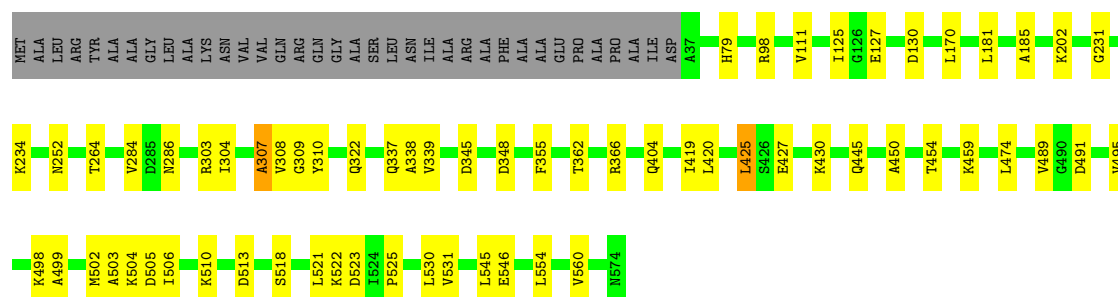 MET ALA LEU ARG TYR ALA ALA GLY LEU ALA LYS ASN VAL VAL GLN ARG GLN GLY ALA SER LEU ASN ILE ALA ARG ALA PHE ALA ALA GLU PRO ALA PRO ALA ILE ASP A37 H79 R98 V111 I125 G126 E127 D130 L170 L181 A185 K202 G231
K234 N252 T264 V284 D285 N286 R303 I304 A307 V308 G309 Y310 Q322 Q337 A338 V339 D345 D348 F355 T362 R366 Q404 I419 L420 L425 S426 E427 K430 Q445 A450 T454 K459 L474 V489 G490 D491
K498 A499 M502 A503 K504 D505 I506 K510 D513 S518 L521 K522 D523 I524 P525 L530 V531 L545 E546 L554 V560 N574